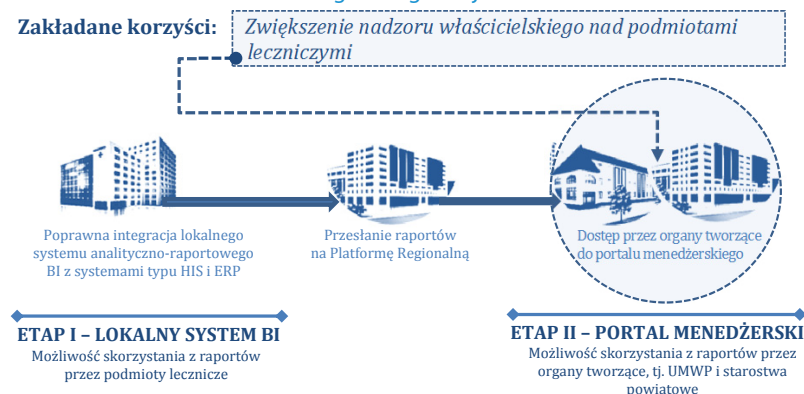 Zakładane korzyści:
Zwiększenie nadzoru właścicielskiego nad podmiotami
leczniczymi
Poprawna integracja lokalnego
systemu analityczno-raportowego
BI z systemami typu HIS i ERP
Przesłanie raportów
na Platformę Regionalną
Dostęp przez organy tworzące
do portalu menedżerskiego
ETAP I – LOKALNY SYSTEM BI
Możliwość skorzystania z raportów
przez podmioty lecznicze
ETAP II – PORTAL MENEDŻERSKI
Możliwość skorzystania z raportów przez
organy tworzące, tj. UMWP i starostwa
powiatowe